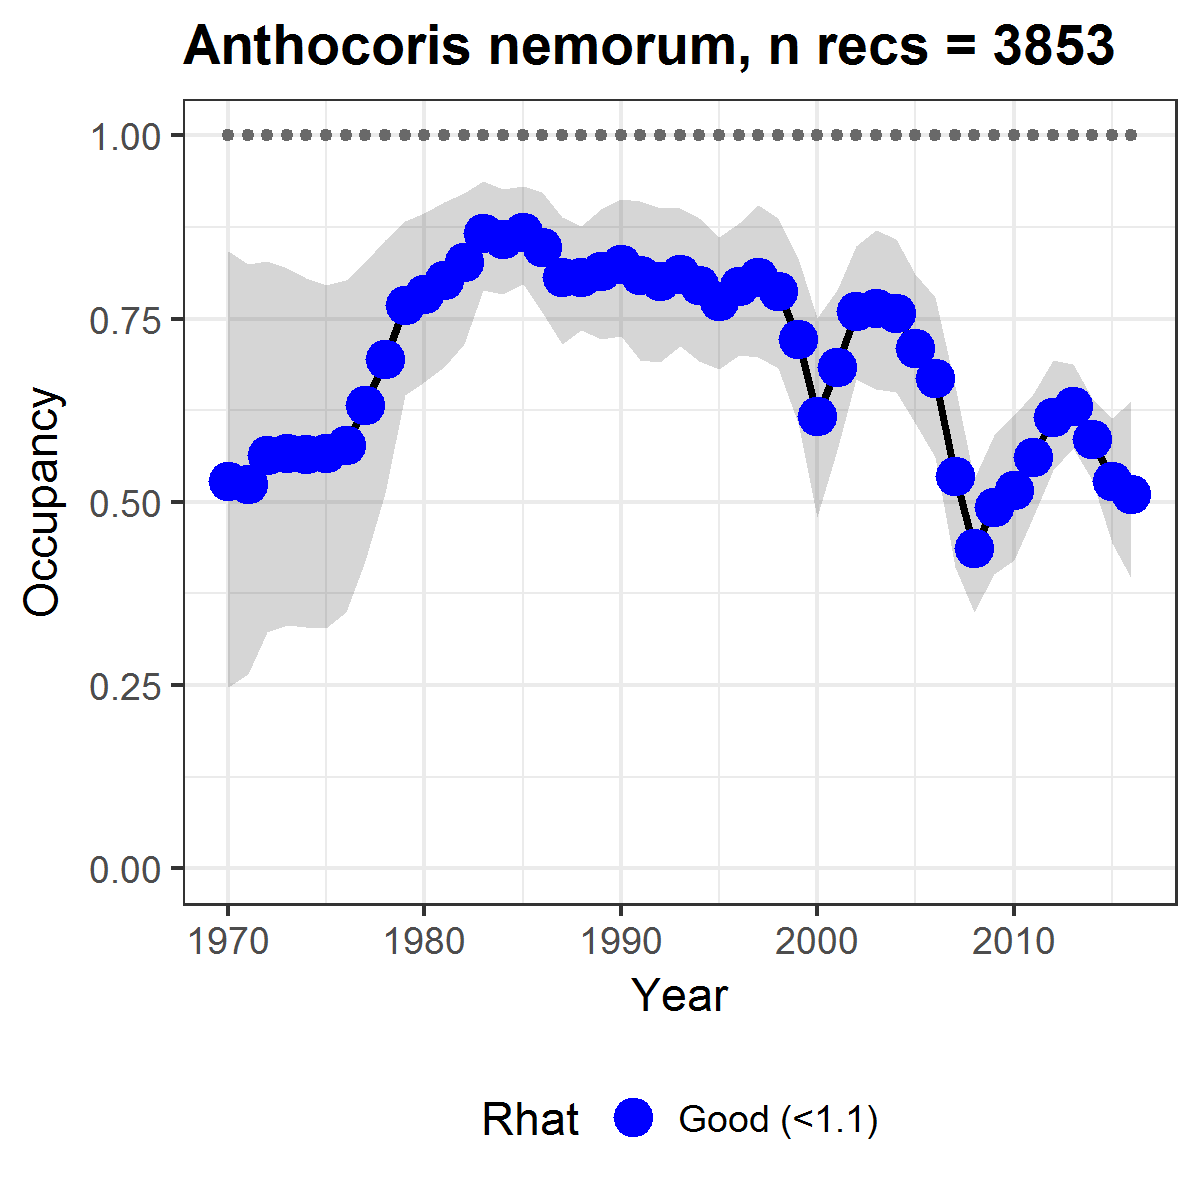 Anthocoris nemorum, n recs = 3853
1.00
0.75
0.50
0.25
0.00
Occupancy
1970 1980 1990 2000 2010
Year
Rhat Good (<1.1)